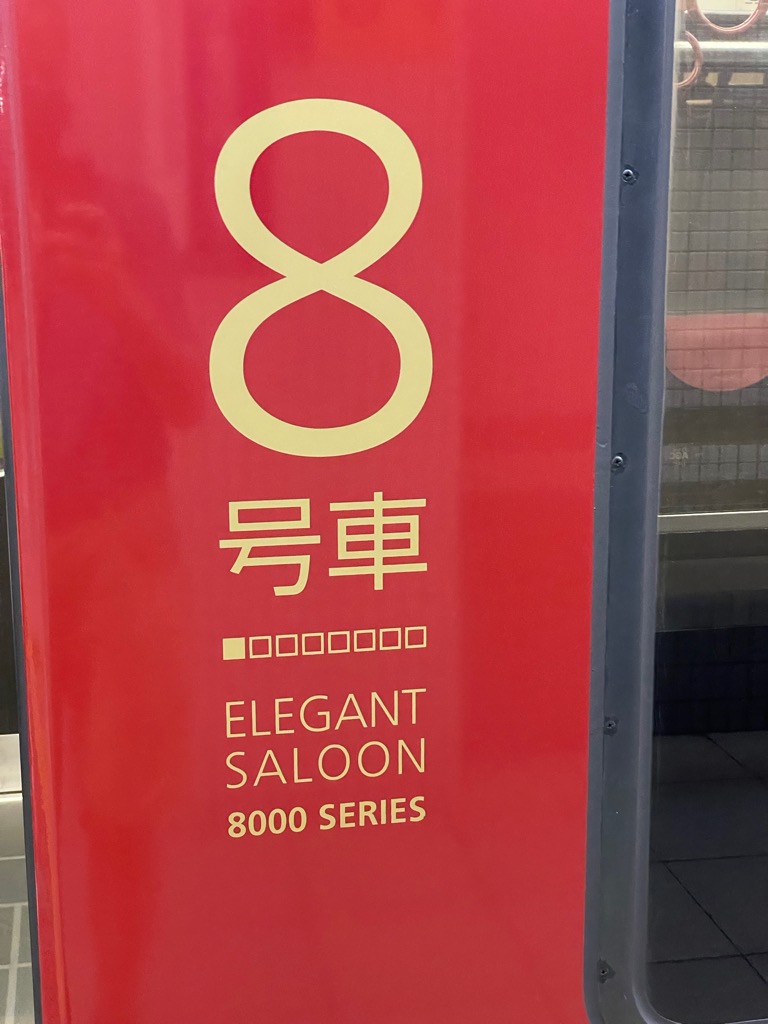 8
号車
ELEGANT
SALOON
8000 SERIES